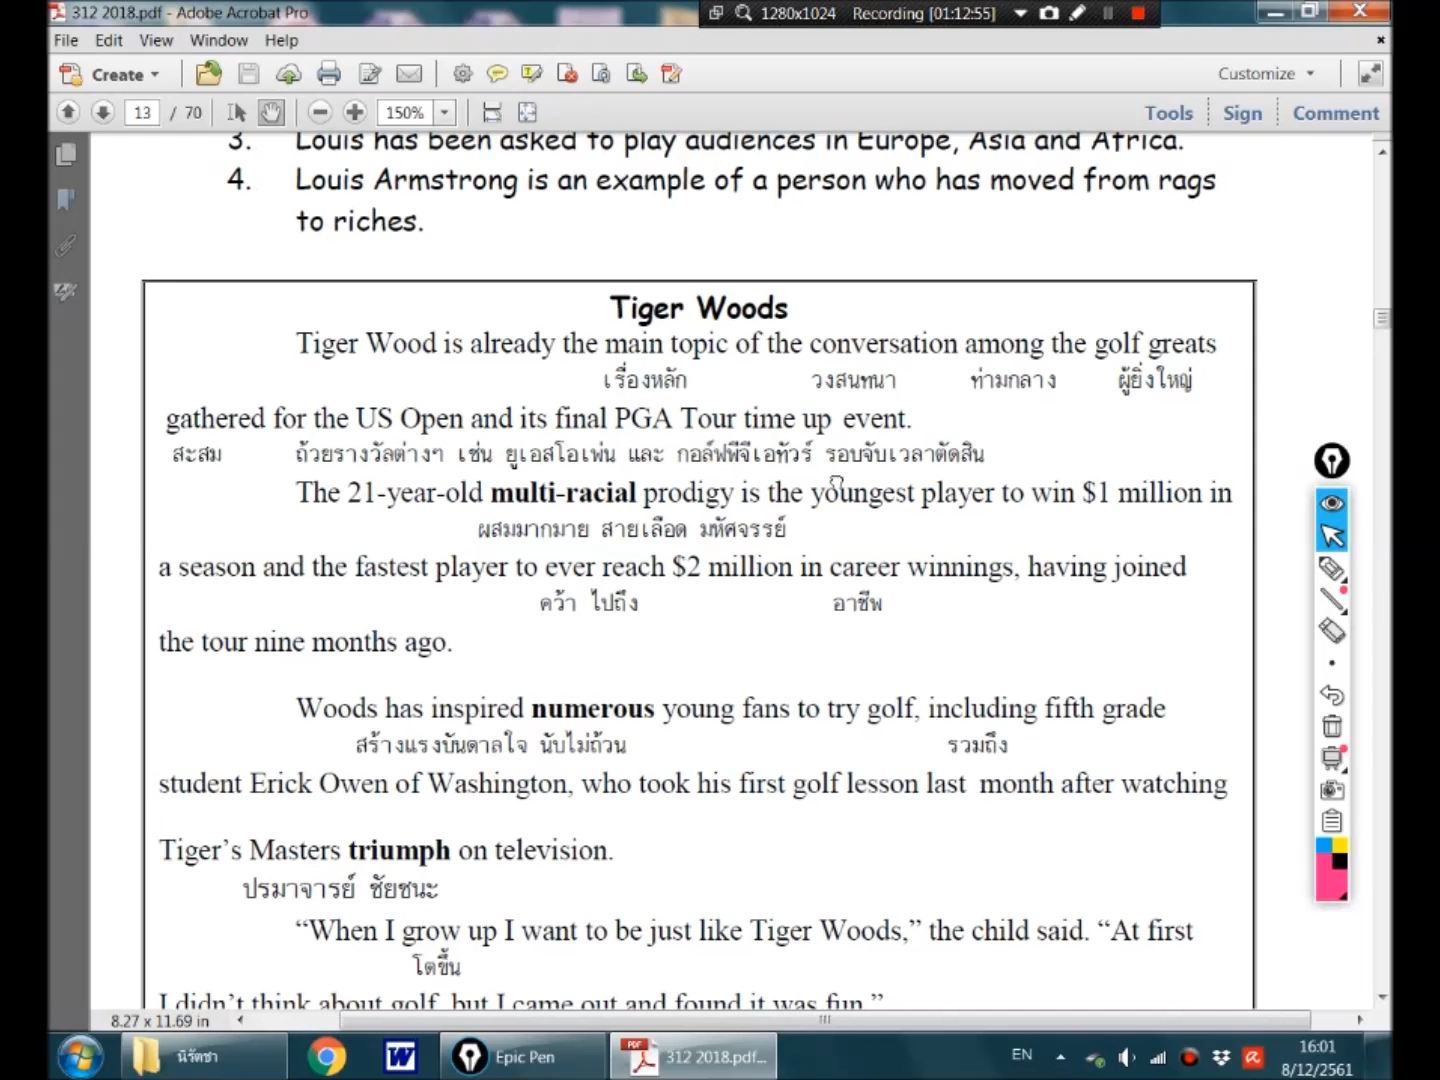 312 2018.pdf - Adobe Acrobat Pro
1280x1024 Recording [01:12:55]
File Edit View Window Help
Create Customize
13 / 70 150% Tools Sign Comment
3. Louis has been asked to play audiences in Europe, Asia and Africa.
4. Louis Armstrong is an example of a person who has moved from rags
to riches.
Tiger Woods
Tiger Wood is already the main topic of the conversation among the golf greats
เรื่องหลัก วงสนทนา ท่ามกลาง ผู้ยิ่งใหญ่
gathered for the US Open and its final PGA Tour time up event.
สะสม ถ้วยรางวัลต่างๆ เช่น ยูเอสโอเพ่น และ กอล์ฟพีจีเอทัวร์ รอบจับเวลาตัดสิน
The 21-year-old multi-racial prodigy is the youngest player to win $1 million in
ผสมมากมาย สายเลือด มหัศจรรย์
a season and the fastest player to ever reach $2 million in career winnings, having joined
คว้า ไปถึง อาชีพ
the tour nine months ago.
Woods has inspired numerous young fans to try golf, including fifth grade
สร้างแรงบันดาลใจ นับไม่ถ้วน รวมถึง
student Erick Owen of Washington, who took his first golf lesson last month after watching
Tiger’s Masters triumph on television.
ปรมาจารย์ ชัยชนะ
“When I grow up I want to be just like Tiger Woods,” the child said. “At first
โตขึ้น
I didn’t think about golf, but I came out and found it was fun.”
8.27 x 11.69 in
นิรัตชา Epic Pen 312 2018.pdf... EN 16:01
8/12/2561